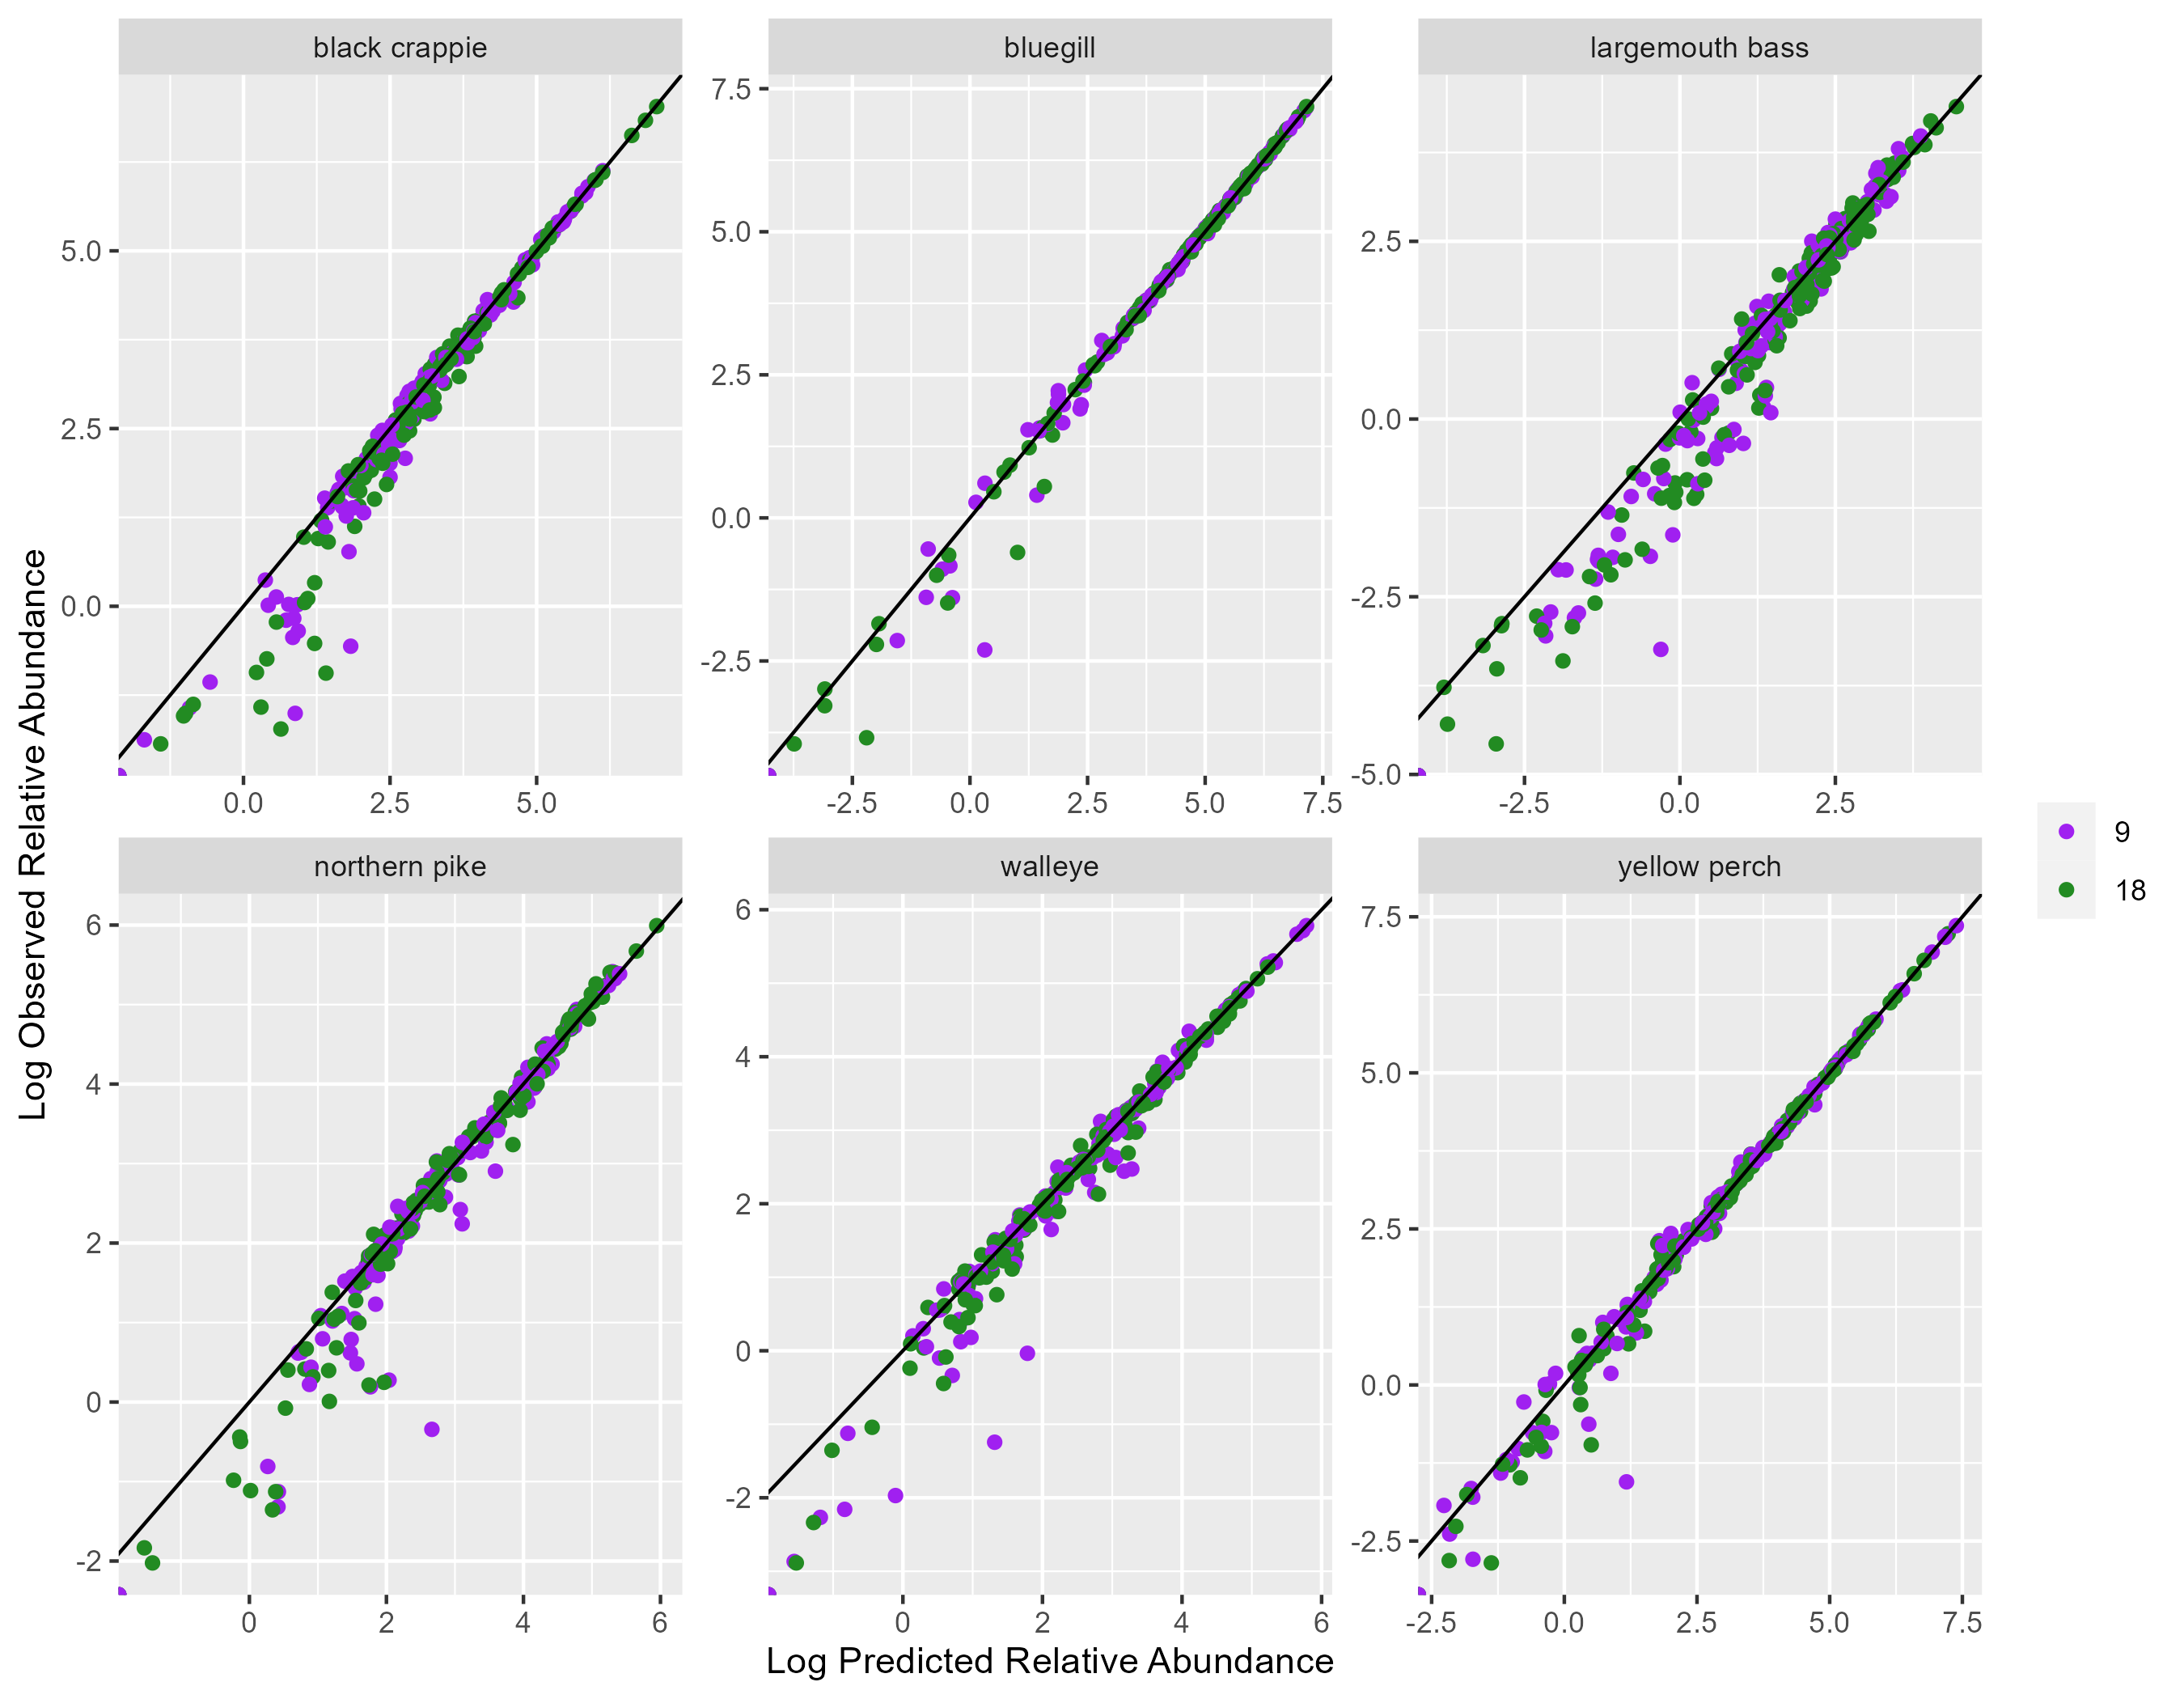 black crappie
bluegill
largemouth bass
5.0
2.5
0.0
7.5
5.0
2.5
0.0
-2.5
2.5
0.0
-2.5
-5.0
0.0 2.5 5.0
-2.5 0.0 2.5 5.0 7.5
-2.5 0.0 2.5
northern pike
walleye
yellow perch
6
4
2
0
-2
6
4
2
0
-2
7.5
5.0
2.5
0.0
-2.5
0 2 4 6
0 2 4 6
-2.5 0.0 2.5 5.0 7.5
Log Observed Relative Abundance
Log Predicted Relative Abundance
9
18